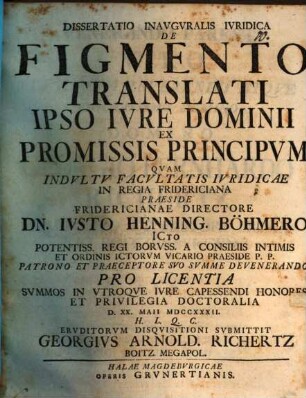 DISSERTATIO INAVGVRALIS IVRIDICA
DE
FIGMENTO
TRANSLATI
IPSO IVRE DOMINII
EX
PROMISSIS PRINCIPVM
QVAM
INDVLTV FACVLTATIS IVRIDICAE
IN REGIA FRIDERICIANA
PRAESIDE
FRIDERICIANAE DIRECTORE
DN. IVSTO HENNING. BÖHMERO
ICTO
POTENTISS. REGI BORVSS. A CONSILIIS INTIMIS
ET ORDINIS ICTORVM VICARIO PRAESIDE P. P.
PATRONO ET PRAECEPTORE SVO SVMME DEVENERANDO
PRO LICENTIA
SVMMOS IN VTROQVE IVRE CAPESSENDI HONORES
ET PRIVILEGIA DOCTORALIA
D. XX. MAII MDCCXXXII.
H. L. Q. C.
ERVDITORVM DISQVISITIONI SVBMITTIT
GEORGIVS ARNOLD. RICHERTZ
BOITZ. MEGAPOL.
HALAE MAGDEBVRGICAE
OPERIS GRVNERTIANIS.